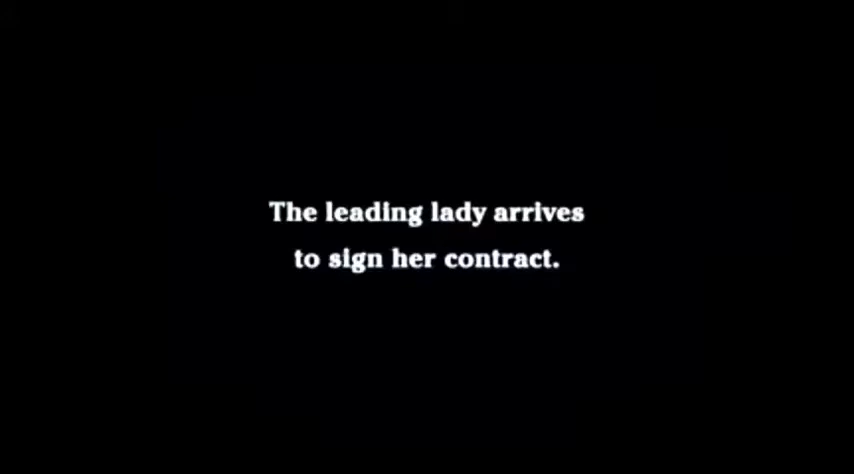 The leading lady arrives
to sign her contract.